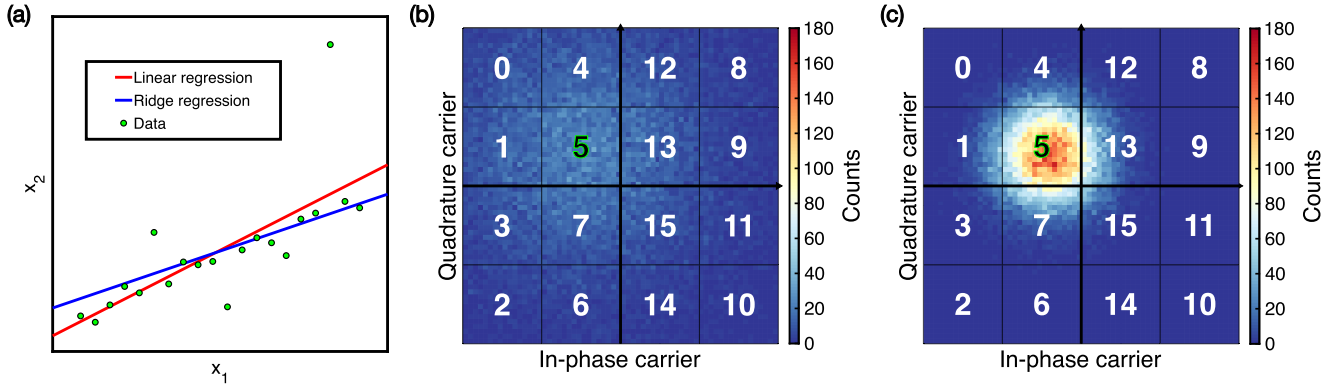 (a)
Linear regression
Ridge regression
Data
x2
x1
(b)
0 4 12 8
1 5 13 9
3 7 15 11
2 6 14 10
Quadrature carrier
In-phase carrier
180
160
140
120
100
80
60
40
20
0
Counts
(c)
0 4 12 8
1 5 13 9
3 7 15 11
2 6 14 10
Quadrature carrier
In-phase carrier
180
160
140
120
100
80
60
40
20
0
Counts